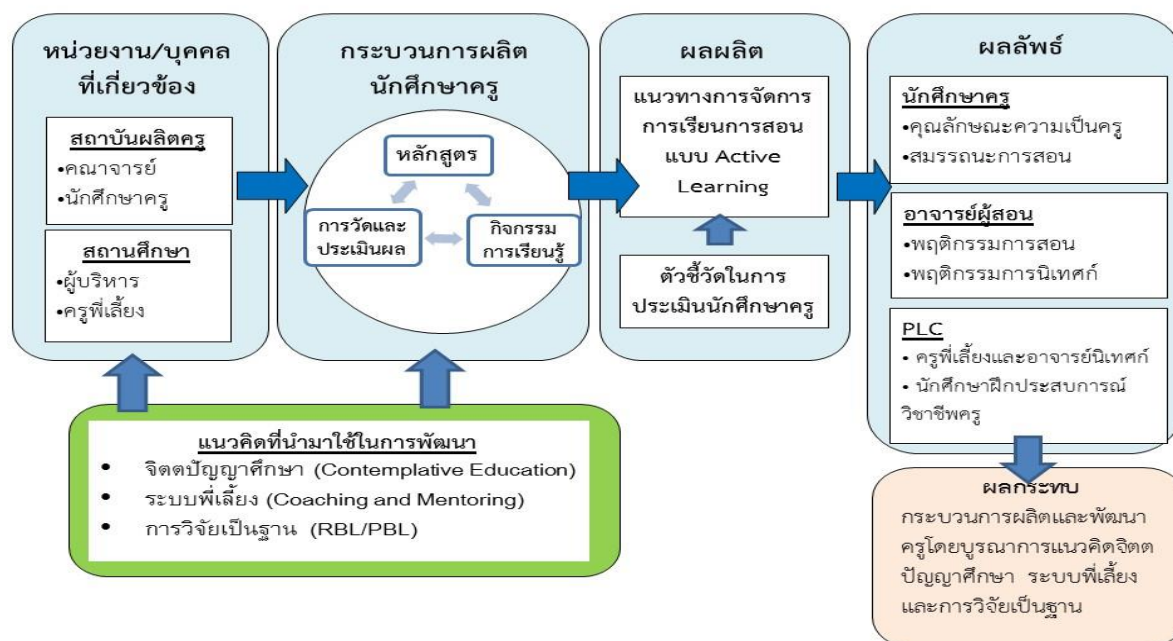 หน่วยงาน/บุคคล
ที่เกี่ยวข้อง
สถาบันผลิตครู
•คณาจารย์
•นักศึกษาครู
สถานศึกษา
•ผู้บริหาร
•ครูพี่เลี้ยง
กระบวนการผลิต
นักศึกษาครู
หลักสูตร
การวัดและ
ประเมินผล
กิจกรรม
การเรียนรู้
ผลผลิต
แนวทางการจัดการ
การเรียนการสอน
แบบ Active
Learning
ตัวชี้วัดในการ
ประเมินนักศึกษาครู
ผลลัพธ์
นักศึกษาครู
•คุณลักษณะความเป็นครู
•สมรรถนะการสอน
อาจารย์ผู้สอน
•พฤติกรรมการสอน
•พฤติกรรมการนิเทศก์
PLC
• ครูพี่เลี้ยงและอาจารย์นิเทศก์
• นักศึกษาฝึกประสบการณ์
วิชาชีพครู
แนวคิดที่นำมาใช้ในการพัฒนา
• จิตตปัญญาศึกษา (Contemplative Education)
• ระบบพี่เลี้ยง (Coaching and Mentoring)
• การวิจัยเป็นฐาน (RBL/PBL)
ผลกระทบ
กระบวนการผลิตและพัฒนา
ครูโดยบูรณาการแนวคิดจิตต
ปัญญาศึกษา ระบบพี่เลี้ยง
และการวิจัยเป็นฐาน